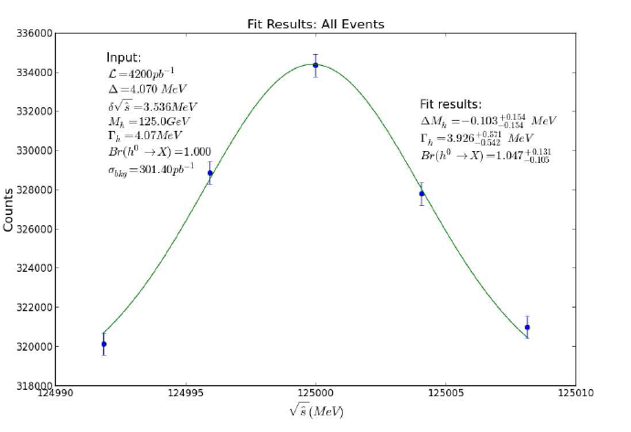 Fit Results: All Events
336000
334000
332000
330000
328000
326000
324000
322000
320000
318000
Counts
Input:
ℒ=4200pb⁻¹
Δ=4.070 MeV
δ√ŝ=3.536MeV
M_h=125.0GeV
Γ_h=4.07MeV
Br(h⁰→X)=1.000
σ_bkg=301.40pb⁻¹
Fit results:
ΔM_h=−0.103^{+0.154}_{−0.154} MeV
Γ_h=3.926^{+0.571}_{−0.542} MeV
Br(h⁰→X)=1.047^{+0.131}_{−0.105}
124990
124995
125000
125005
125010
√ŝ(MeV)